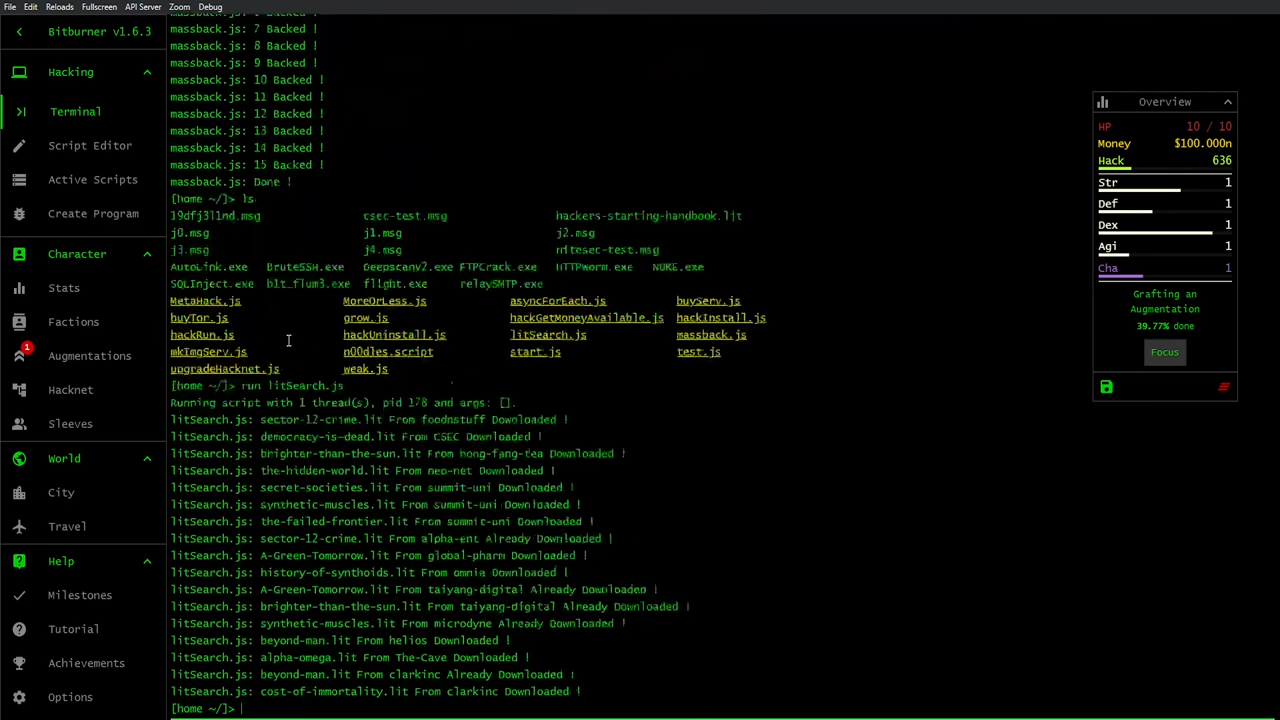 File Edit Reloads Fullscreen API Server Zoom Debug
Bitburner v1.6.3
Hacking
Terminal
Script Editor
Active Scripts
Create Program
Character
Stats
Factions
1
Augmentations
Hacknet
Sleeves
World
City
Travel
Help
Milestones
Tutorial
Achievements
Options
massback.js: 7 Backed !
massback.js: 8 Backed !
massback.js: 9 Backed !
massback.js: 10 Backed !
massback.js: 11 Backed !
massback.js: 12 Backed !
massback.js: 13 Backed !
massback.js: 14 Backed !
massback.js: 15 Backed !
massback.js: Done !
[home ~/]> ls
19dfj3l1nd.msg csec-test.msg hackers-starting-handbook.lit
j0.msg j1.msg j2.msg
j3.msg j4.msg nitesec-test.msg
AutoLink.exe BruteSSH.exe DeepscanV2.exe FTPCrack.exe HTTPWorm.exe NUKE.exe
SQLInject.exe b1t_flum3.exe fl1ght.exe relaySMTP.exe
MetaHack.js MoreOrLess.js asyncForEach.js buyServ.js
buyTor.js grow.js hackGetMoneyAvailable.js hackInstall.js
hackRun.js hackUninstall.js litSearch.js massback.js
mkTmgServ.js n00dles.script start.js test.js
upgradeHacknet.js weak.js
[home ~/]> run litSearch.js
Running script with 1 thread(s), pid 178 and args: [].
litSearch.js: sector-12-crime.lit From foodnstuff Downloaded !
litSearch.js: democracy-is-dead.lit From CSEC Downloaded !
litSearch.js: brighter-than-the-sun.lit From hong-fang-tea Downloaded !
litSearch.js: the-hidden-world.lit From neo-net Downloaded !
litSearch.js: secret-societies.lit From summit-uni Downloaded !
litSearch.js: synthetic-muscles.lit From summit-uni Downloaded !
litSearch.js: the-failed-frontier.lit From summit-uni Downloaded !
litSearch.js: sector-12-crime.lit From alpha-ent Already Downloaded !
litSearch.js: A-Green-Tomorrow.lit From global-pharm Downloaded !
litSearch.js: history-of-synthoids.lit From omnia Downloaded !
litSearch.js: A-Green-Tomorrow.lit From taiyang-digital Already Downloaded !
litSearch.js: brighter-than-the-sun.lit From taiyang-digital Already Downloaded !
litSearch.js: synthetic-muscles.lit From microdyne Already Downloaded !
litSearch.js: beyond-man.lit From helios Downloaded !
litSearch.js: alpha-omega.lit From The-Cave Downloaded !
litSearch.js: beyond-man.lit From clarkinc Already Downloaded !
litSearch.js: cost-of-immortality.lit From clarkinc Downloaded !
[home ~/]>
Overview
HP 10 / 10
Money $100.000n
Hack 636
Str 1
Def 1
Dex 1
Agi 1
Cha 1
Grafting an
Augmentation
39.77% done
Focus